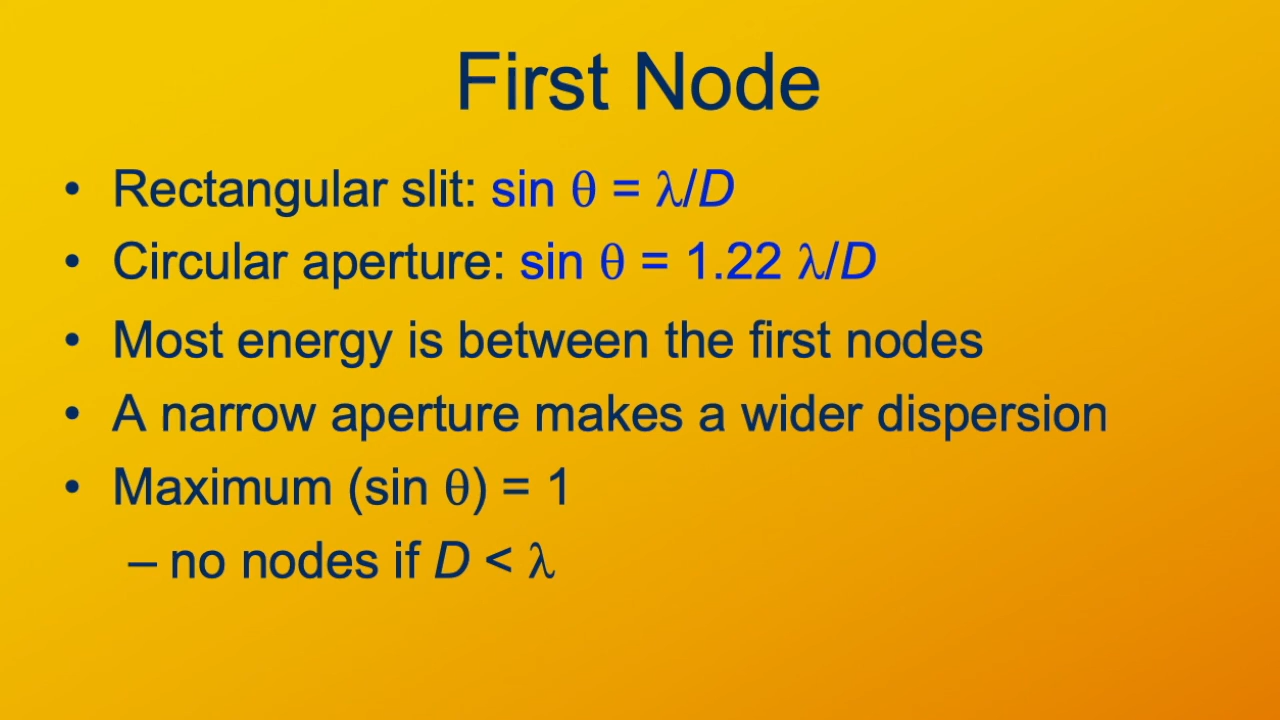 First Node
• Rectangular slit: sin θ = λ/D
• Circular aperture: sin θ = 1.22 λ/D
• Most energy is between the first nodes
• A narrow aperture makes a wider dispersion
• Maximum (sin θ) = 1
– no nodes if D < λ